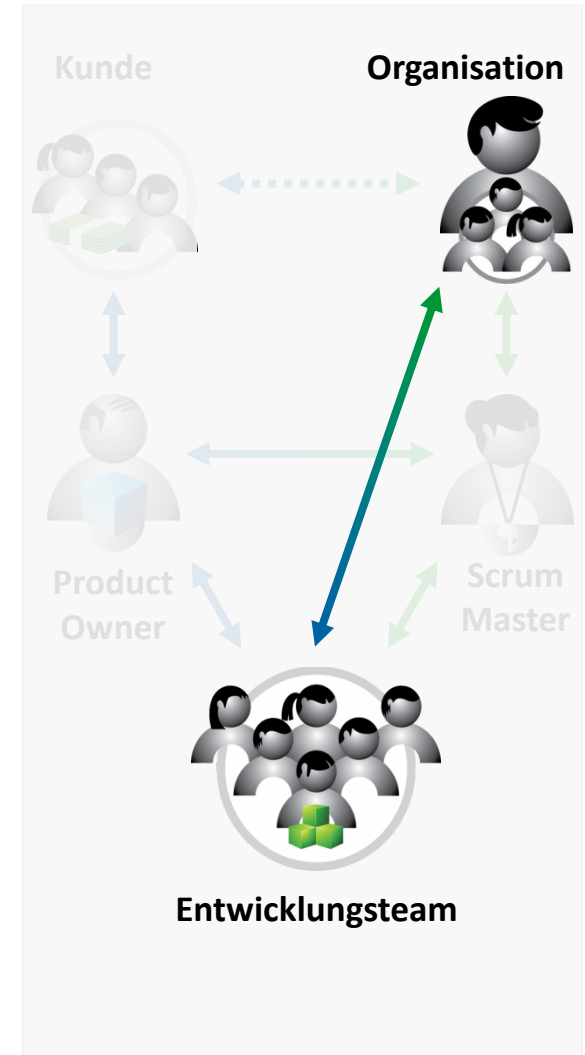 Kunde
Organisation
Product
Owner
Scrum
Master
Entwicklungsteam